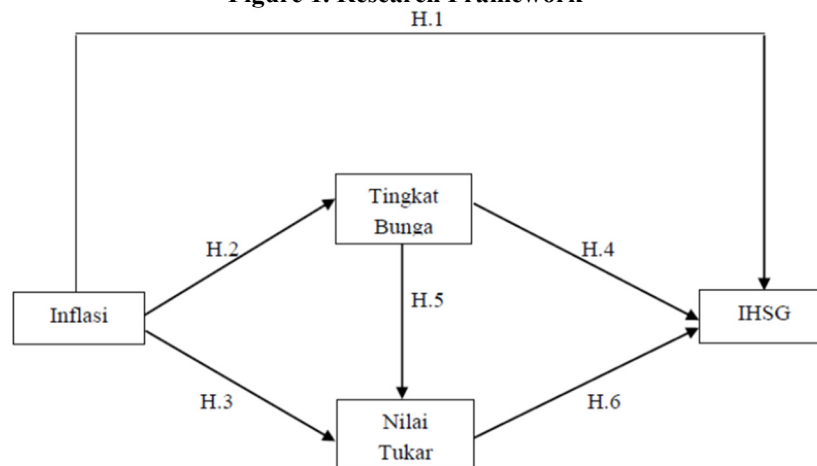 Figure 1. Research Framework
H.1
Tingkat
Bunga
H.2
H.4
H.5
Inflasi
IHSG
H.3
H.6
Nilai
Tukar